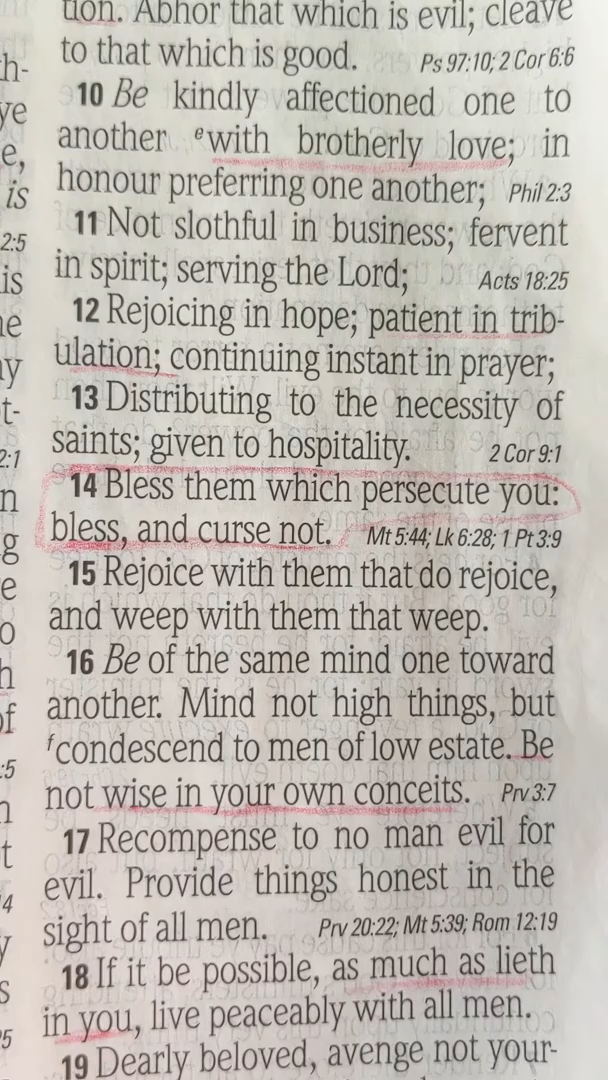 tion. Abhor that which is evil; cleave
to that which is good. Ps 97:10; 2 Cor 6:6
10 Be kindly affectioned one to
another ewith brotherly love; in
honour preferring one another; Phil 2:3
11 Not slothful in business; fervent
in spirit; serving the Lord; Acts 18:25
12 Rejoicing in hope; patient in trib-
ulation; continuing instant in prayer;
13 Distributing to the necessity of
saints; given to hospitality. 2 Cor 9:1
14 Bless them which persecute you:
bless, and curse not. Mt 5:44; Lk 6:28; 1 Pt 3:9
15 Rejoice with them that do rejoice,
and weep with them that weep.
16 Be of the same mind one toward
another. Mind not high things, but
fcondescend to men of low estate. Be
not wise in your own conceits. Prv 3:7
17 Recompense to no man evil for
evil. Provide things honest in the
sight of all men. Prv 20:22; Mt 5:39; Rom 12:19
18 If it be possible, as much as lieth
in you, live peaceably with all men.
19 Dearly beloved, avenge not your-